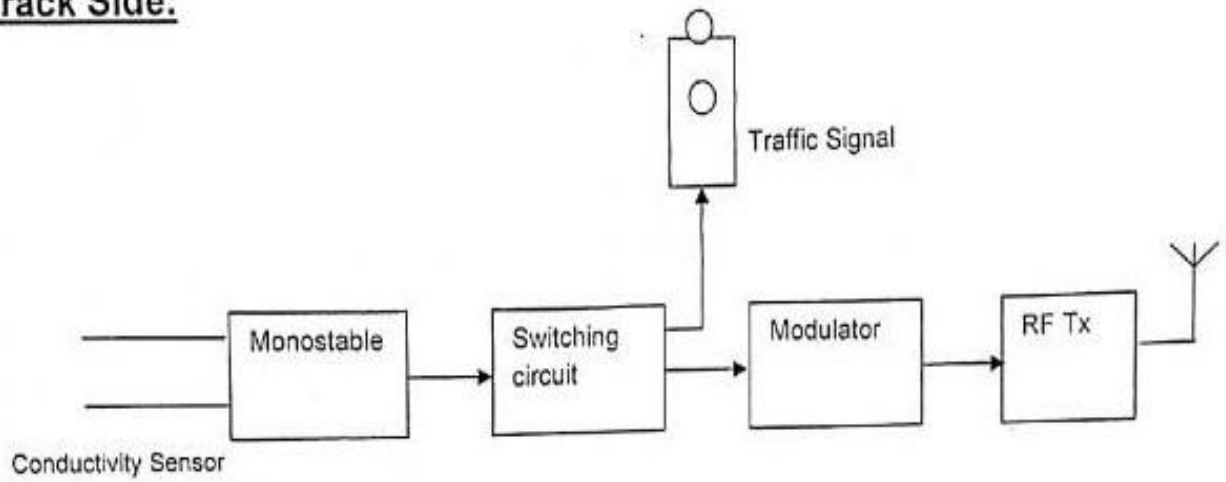 rack Side:
Traffic Signal
Monostable
Switching
circuit
Modulator
RF Tx
Conductivity Sensor